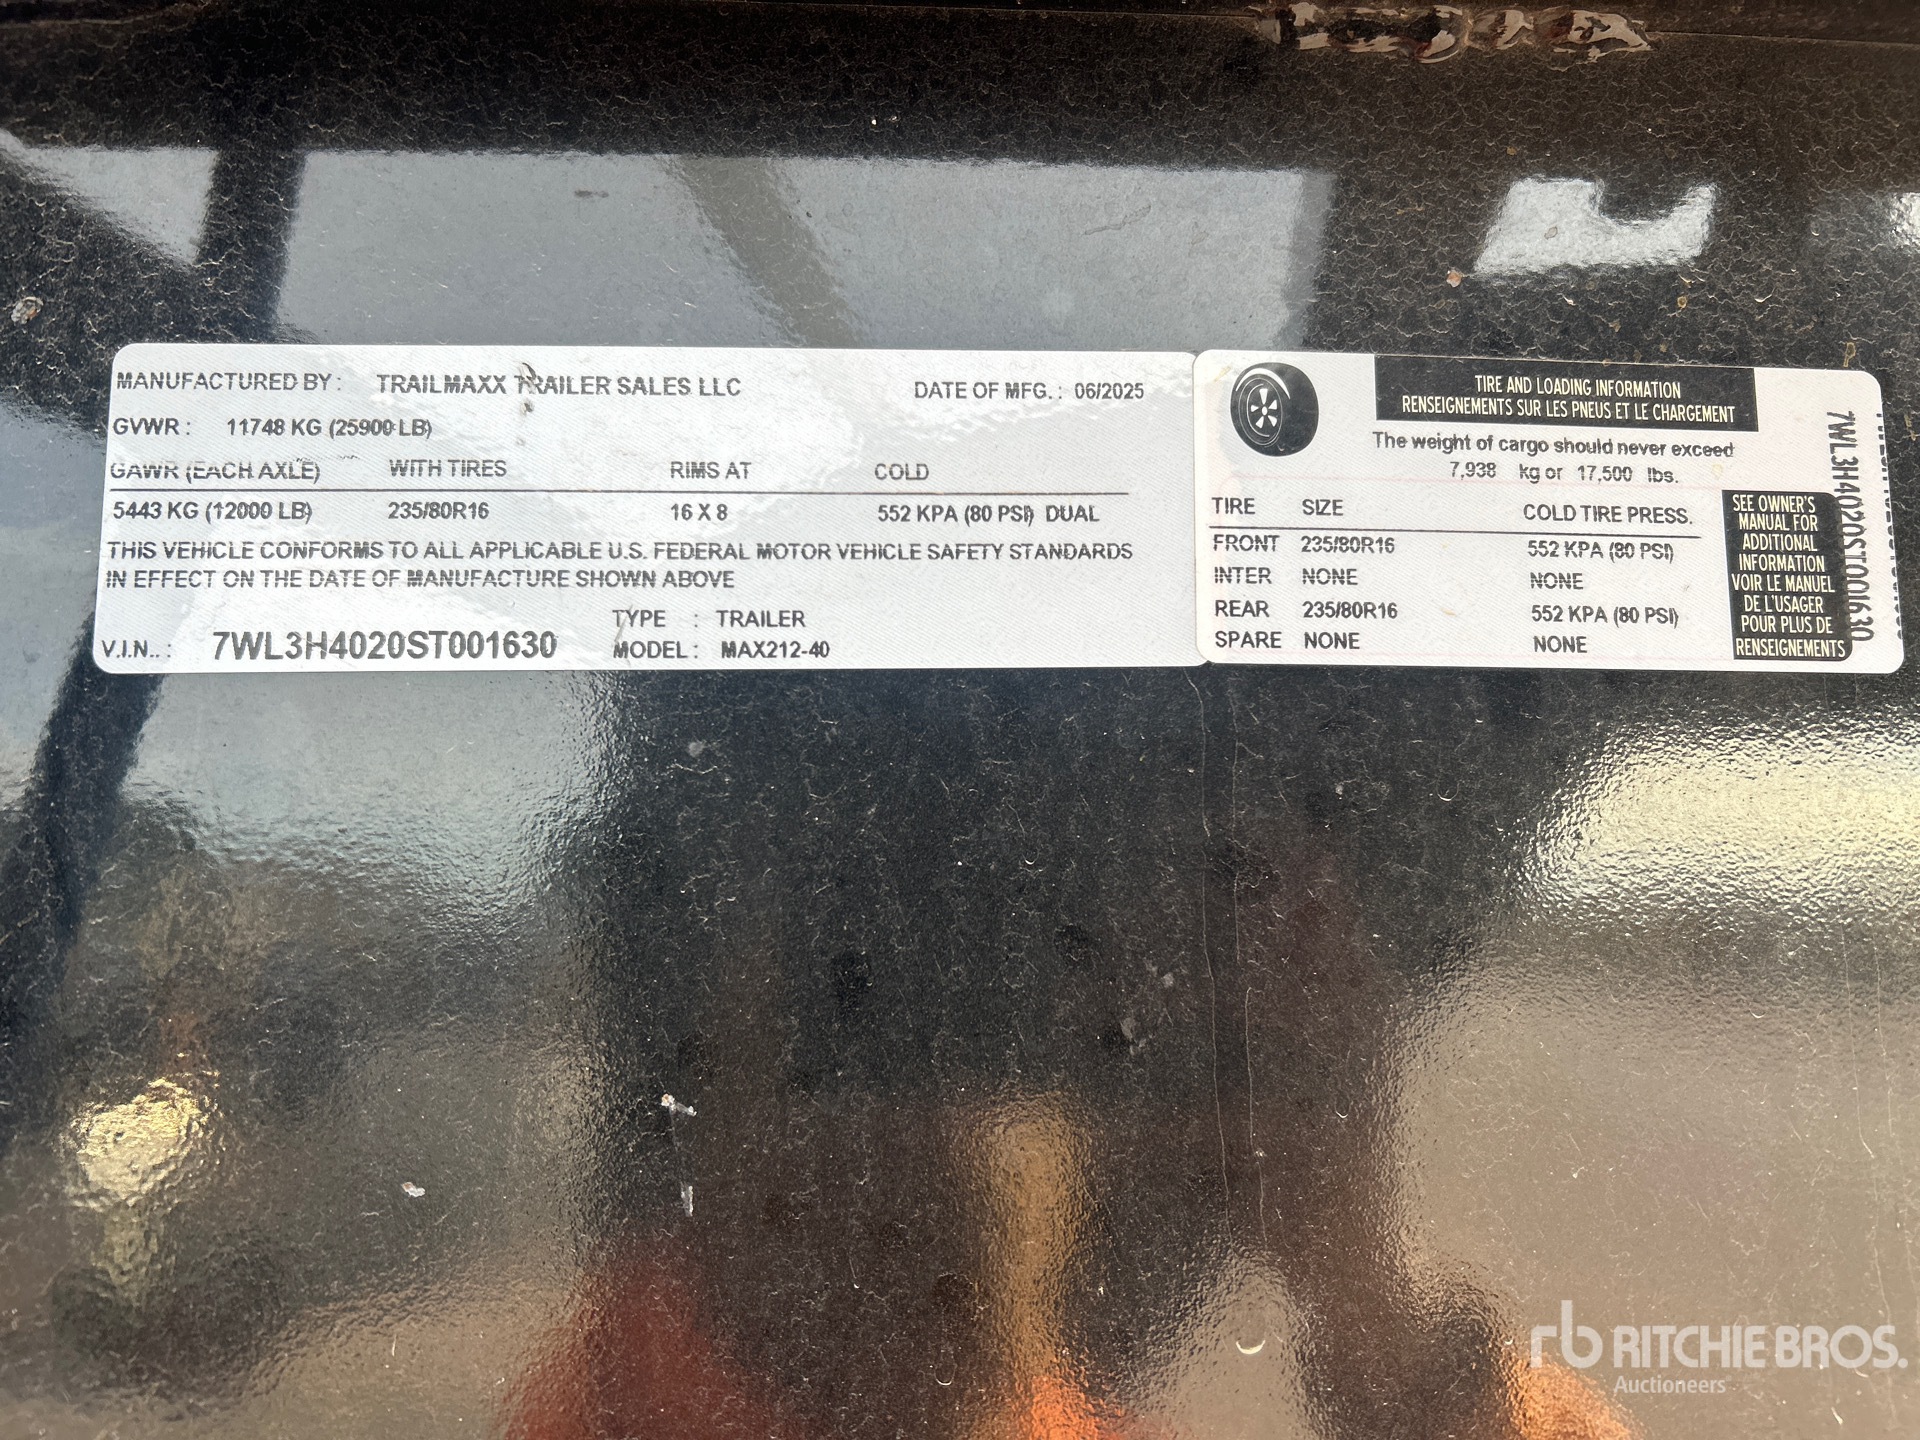 MANUFACTURED BY : TRAILMAXX TRAILER SALES LLC DATE OF MFG. : 06/2025
GVWR : 11748 KG (25900 LB)
GAWR (EACH AXLE) WITH TIRES RIMS AT COLD
5443 KG (12000 LB) 235/80R16 16 X 8 552 KPA (80 PSI) DUAL
THIS VEHICLE CONFORMS TO ALL APPLICABLE U.S. FEDERAL MOTOR VEHICLE SAFETY STANDARDS
IN EFFECT ON THE DATE OF MANUFACTURE SHOWN ABOVE
TYPE : TRAILER
V.I.N.. : 7WL3H4020ST001630 MODEL : MAX212-40
TIRE AND LOADING INFORMATION
RENSEIGNEMENTS SUR LES PNEUS ET LE CHARGEMENT
The weight of cargo should never exceed
7,938 kg or 17,500 lbs.
TIRE SIZE COLD TIRE PRESS.
FRONT 235/80R16 552 KPA (80 PSI)
INTER NONE NONE
REAR 235/80R16 552 KPA (80 PSI)
SPARE NONE NONE
SEE OWNER'S
MANUAL FOR
ADDITIONAL
INFORMATION
VOIR LE MANUEL
DE L'USAGER
POUR PLUS DE
RENSEIGNEMENTS
7WL3H4020ST001630
rb RITCHIE BROS.
Auctioneers